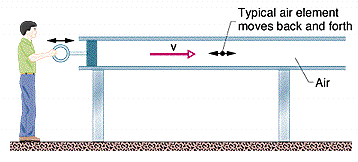 Typical air element
moves back and forth
v
Air